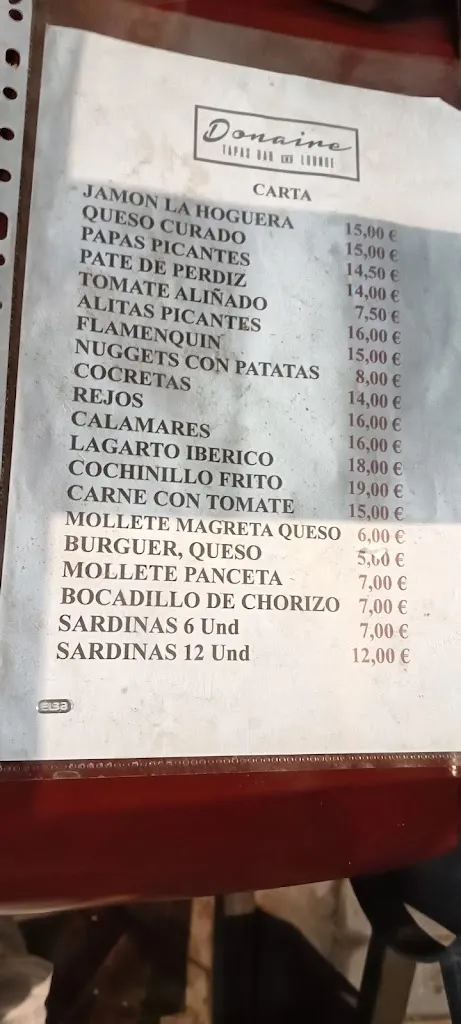 Donaire
TAPAS BAR AND LOUNGE
CARTA
JAMON LA HOGUERA 15,00 €
QUESO CURADO 15,00 €
PAPAS PICANTES 14,50 €
PATE DE PERDIZ 14,00 €
TOMATE ALIÑADO 7,50 €
ALITAS PICANTES 16,00 €
FLAMENQUIN 15,00 €
NUGGETS CON PATATAS 8,00 €
COCRETAS 14,00 €
REJOS 16,00 €
CALAMARES 16,00 €
LAGARTO IBERICO 18,00 €
COCHINILLO FRITO 19,00 €
CARNE CON TOMATE 15,00 €
MOLLETE MAGRETA QUESO 6,00 €
BURGUER, QUESO 5,00 €
MOLLETE PANCETA 7,00 €
BOCADILLO DE CHORIZO 7,00 €
SARDINAS 6 Und 7,00 €
SARDINAS 12 Und 12,00 €
ELBA